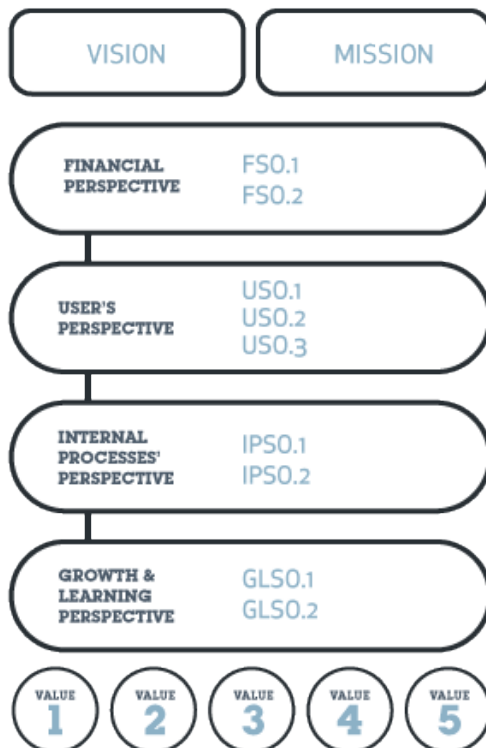 VISION
MISSION
FINANCIAL
PERSPECTIVE
FSO.1
FSO.2
USER'S
PERSPECTIVE
USO.1
USO.2
USO.3
INTERNAL
PROCESSES'
PERSPECTIVE
IPSO.1
IPSO.2
GROWTH &
LEARNING
PERSPECTIVE
GLSO.1
GLSO.2
VALUE
1
VALUE
2
VALUE
3
VALUE
4
VALUE
5